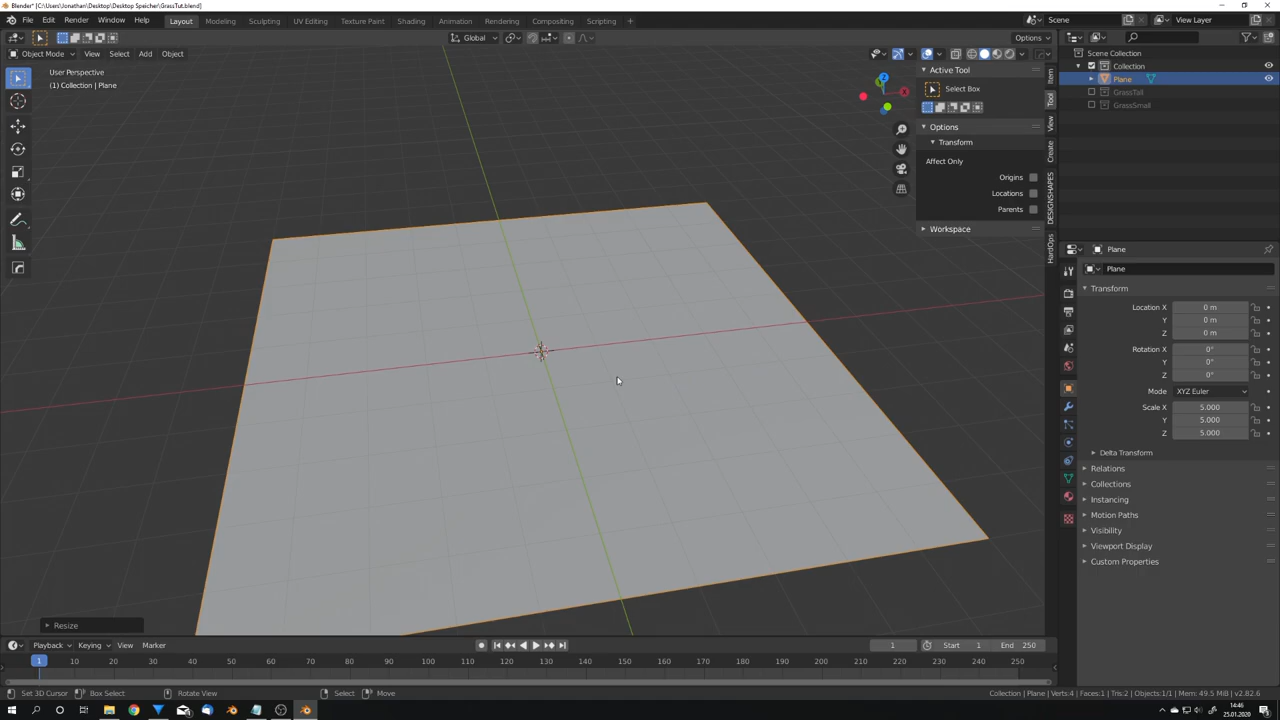 Blender* [C:\Users\Jonathan\Desktop\Desktop Speicher\GrassTut.blend]
File Edit Render Window Help Layout Modeling Sculpting UV Editing Texture Paint Shading Animation Rendering Compositing Scripting + Scene View Layer
Global Options
Object Mode View Select Add Object
User Perspective
(1) Collection | Plane
Active Tool
Select Box
Options
Transform
Affect Only
Origins
Locations
Parents
Workspace
Item
Tool
View
Create
DESIGNSHAPES
HardOps
Z
X
Scene Collection
Collection
Plane
GrassTall
GrassSmall
Plane
Plane
Transform
Location X 0 m
Y 0 m
Z 0 m
Rotation X 0°
Y 0°
Z 0°
Mode XYZ Euler
Scale X 5.000
Y 5.000
Z 5.000
Delta Transform
Relations
Collections
Instancing
Motion Paths
Visibility
Viewport Display
Custom Properties
Resize
Playback Keying View Marker 1 Start 1 End 250
1 10 20 30 40 50 60 70 80 90 100 110 120 130 140 150 160 170 180 190 200 210 220 230 240 250
Set 3D Cursor Box Select Rotate View Select Move Collection | Plane | Verts:4 | Faces:1 | Tris:2 | Objects:1/1 | Mem: 49.5 MiB | v2.82.6
14:46
25.01.2020